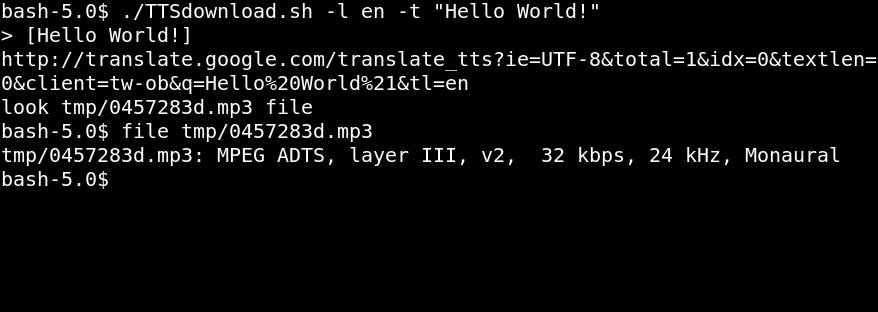 bash-5.0$ ./TTSdownload.sh -l en -t "Hello World!"
> [Hello World!]
http://translate.google.com/translate_tts?ie=UTF-8&total=1&idx=0&textlen=
0&client=tw-ob&q=Hello%20World%21&tl=en
look tmp/0457283d.mp3 file
bash-5.0$ file tmp/0457283d.mp3
tmp/0457283d.mp3: MPEG ADTS, layer III, v2,  32 kbps, 24 kHz, Monaural
bash-5.0$